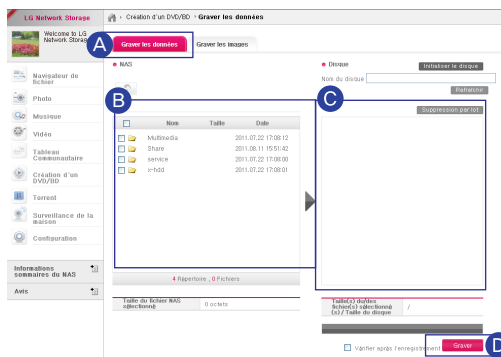 LG Network Storage
Création d'un DVD/BD
Graver les données
Welcome to LG
Network Storage
A
Graver les données
Graver les images
NAS
Disque
Initialiser le disque
Nom du disque
Rafraîchir
Navigateur de
fichier
Photo
Musique
Vidéo
Tableau
Communautaire
Création d'un
DVD/BD
Torrent
Surveillance de la
maison
Configuration
Informations
sommaires du NAS
Avis
B
C
Suppression par lot
Nom Taille Date
Multimedia 2011.07.22 17:08:12
Share 2011.08.11 15:51:42
service 2011.07.22 17:08:00
x-hdd 2011.07.22 17:08:01
4 Répertoire , 0 Fichiers
Taille du fichier NAS
sélectionné
0 octets
Taille(s) du/des
fichier(s) sélectionné
(s) / Taille du disque
/
Vérifier après l'enregistrement
Graver
D